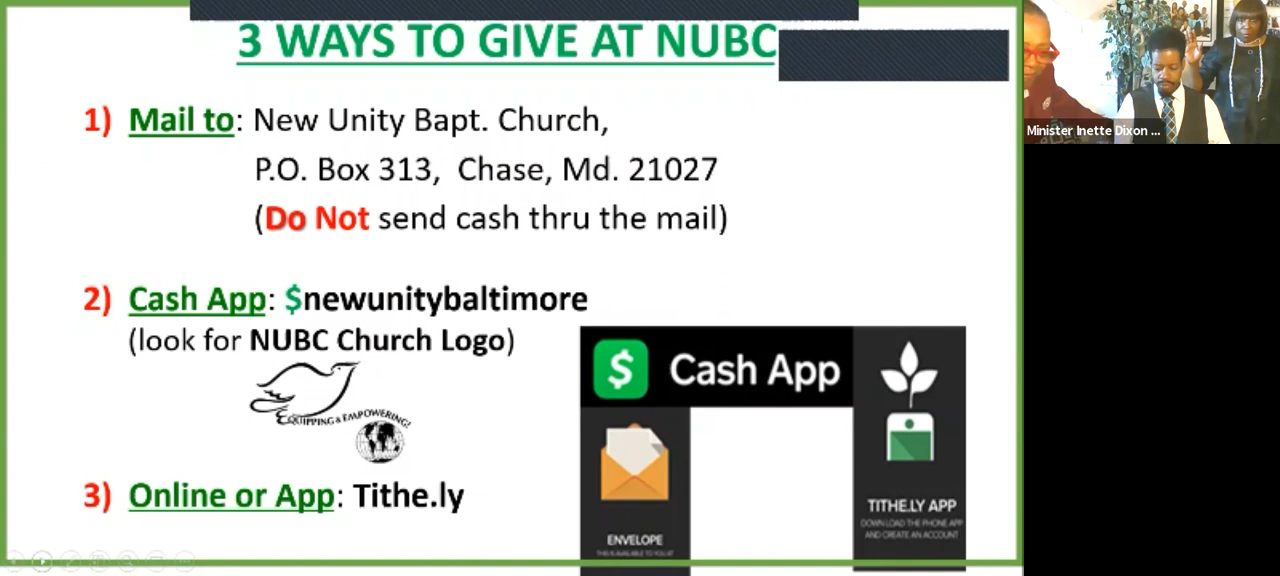 3 WAYS TO GIVE AT NUBC
1) Mail to: New Unity Bapt. Church,
P.O. Box 313, Chase, Md. 21027
(Do Not send cash thru the mail)
2) Cash App: $newunitybaltimore
(look for NUBC Church Logo)
EQUIPPING & EMPOWERING!
3) Online or App: Tithe.ly
$ Cash App
ENVELOPE
THIS IS AVAILABLE TO YOU AT
TITHE.LY APP
DOWN LOAD THE PHONE APP
AND CREATE AN ACCOUNT
Minister Inette Dixon ...